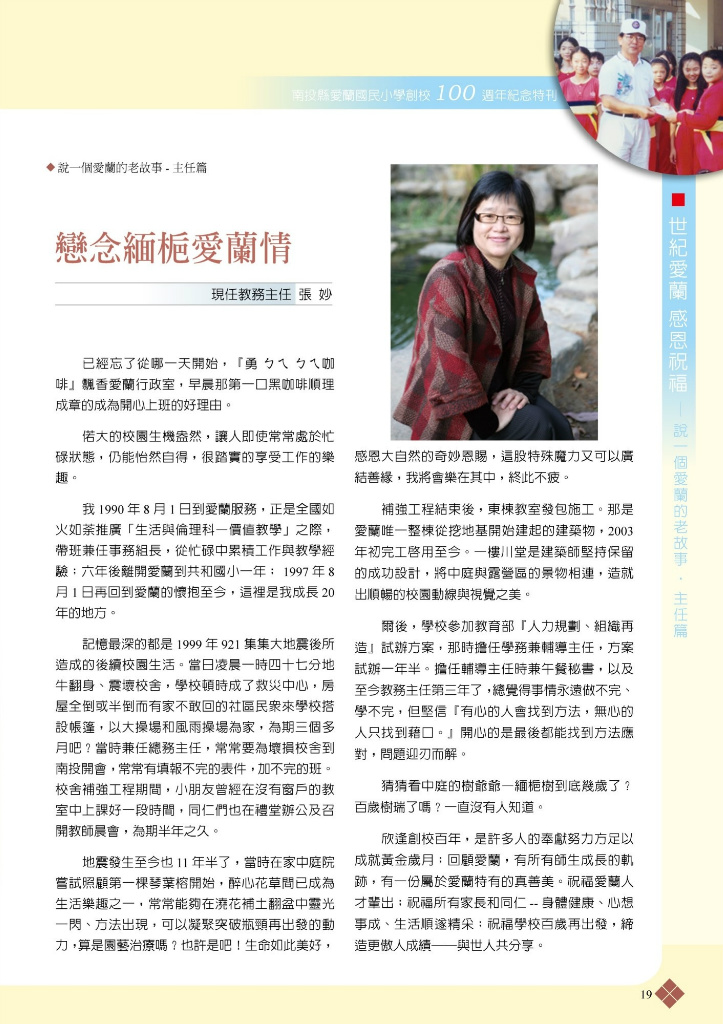 南投縣愛蘭國民小學創校 100 週年紀念特刊
◆說一個愛蘭的老故事 - 主任篇
戀念緬梔愛蘭情
現任教務主任 張 妙
已經忘了從哪一天開始，『勇 ㄅㄟ ㄅㄟ咖
啡』飄香愛蘭行政室，早晨那第一口黑咖啡順理
成章的成為開心上班的好理由。
偌大的校園生機盎然，讓人即使常常處於忙
碌狀態，仍能怡然自得，很踏實的享受工作的樂
趣。
我 1990 年 8 月 1 日到愛蘭服務，正是全國如
火如荼推廣「生活與倫理科—價值教學」之際，
帶班兼任事務組長，從忙碌中累積工作與教學經
驗；六年後離開愛蘭到共和國小一年； 1997 年 8
月 1 日再回到愛蘭的懷抱至今，這裡是我成長 20
年的地方。
記憶最深的都是 1999 年 921 集集大地震後所
造成的後續校園生活。當日凌晨一時四十七分地
牛翻身、震壞校舍，學校頓時成了救災中心，房
屋全倒或半倒而有家不敢回的社區民眾來學校搭
設帳篷，以大操場和風雨操場為家，為期三個多
月吧？當時兼任總務主任，常常要為壞損校舍到
南投開會，常常有填報不完的表件，加不完的班。
校舍補強工程期間，小朋友曾經在沒有窗戶的教
室中上課好一段時間，同仁們也在禮堂辦公及召
開教師晨會，為期半年之久。
地震發生至今也 11 年半了，當時在家中庭院
嘗試照顧第一棵琴葉榕開始，醉心花草間已成為
生活樂趣之一，常常能夠在澆花補土翻盆中靈光
一閃、方法出現，可以凝聚突破瓶頸再出發的動
力，算是園藝治療嗎？也許是吧！生命如此美好，
感恩大自然的奇妙恩賜，這股特殊魔力又可以廣
結善緣，我將會樂在其中，終此不疲。
補強工程結束後，東棟教室發包施工。那是
愛蘭唯一整棟從挖地基開始建起的建築物，2003
年初完工啓用至今。一樓川堂是建築師堅持保留
的成功設計，將中庭與露營區的景物相連，造就
出順暢的校園動線與視覺之美。
爾後，學校參加教育部『人力規劃、組織再
造』試辦方案，那時擔任學務兼輔導主任，方案
試辦一年半。擔任輔導主任時兼午餐秘書，以及
至今教務主任第三年了，總覺得事情永遠做不完、
學不完，但堅信『有心的人會找到方法，無心的
人只找到藉口。』開心的是最後都能找到方法應
對，問題迎刃而解。
猜猜看中庭的樹爺爺—緬梔樹到底幾歲了？
百歲樹瑞了嗎？一直沒有人知道。
欣逢創校百年，是許多人的奉獻努力方足以
成就黃金歲月；回顧愛蘭，有所有師生成長的軌
跡，有一份屬於愛蘭特有的真善美。祝福愛蘭人
才輩出；祝福所有家長和同仁 -- 身體健康、心想
事成、生活順遂精采；祝福學校百歲再出發，締
造更傲人成績——與世人共分享。
■世紀愛蘭 感恩祝福——說一個愛蘭的老故事・主任篇
19